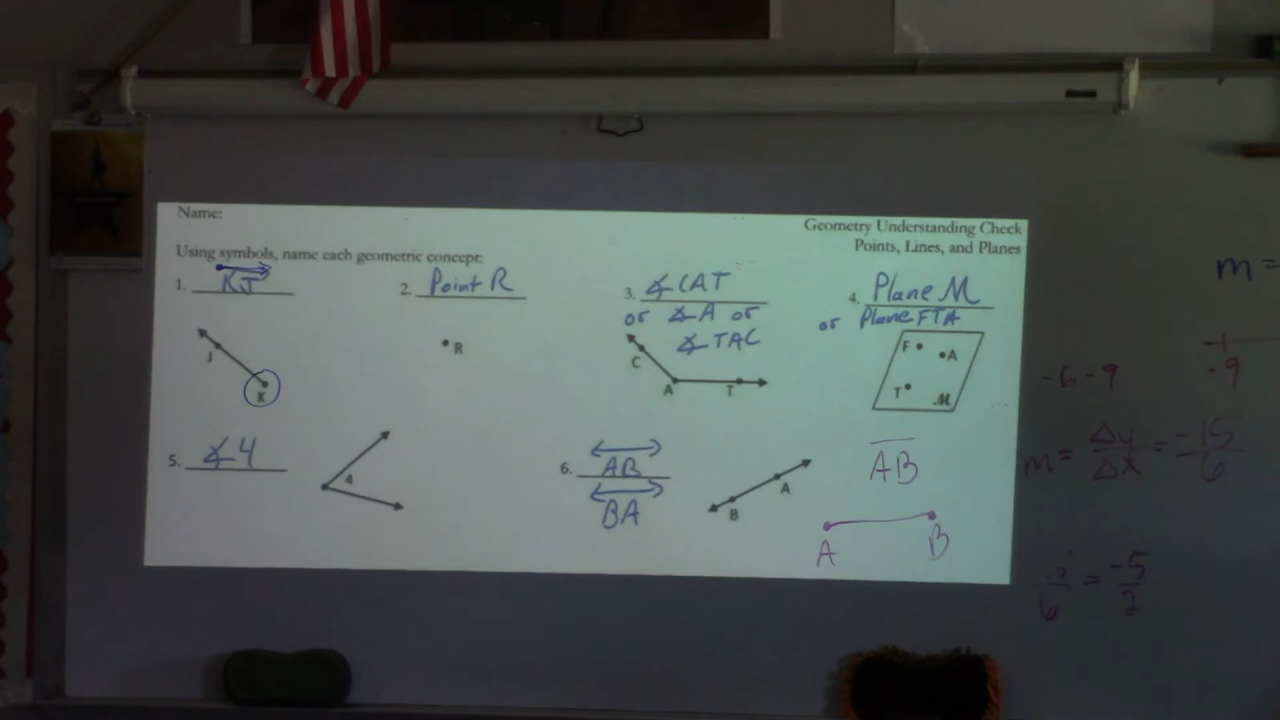 Name:
Geometry Understanding Check
Points, Lines, and Planes
Using symbols, name each geometric concept:
1. KJ
2. Point R
3. ∡CAT
or ∡A or
∡TAC
4. Plane M
or Plane FTA
J
K
R
C
A
T
F
A
T
M
5. ∡4
4
6. AB
BA
A
B
AB
A
B
m=
-9
-6-9
m = Δy/Δx = -15/6
= -5/2